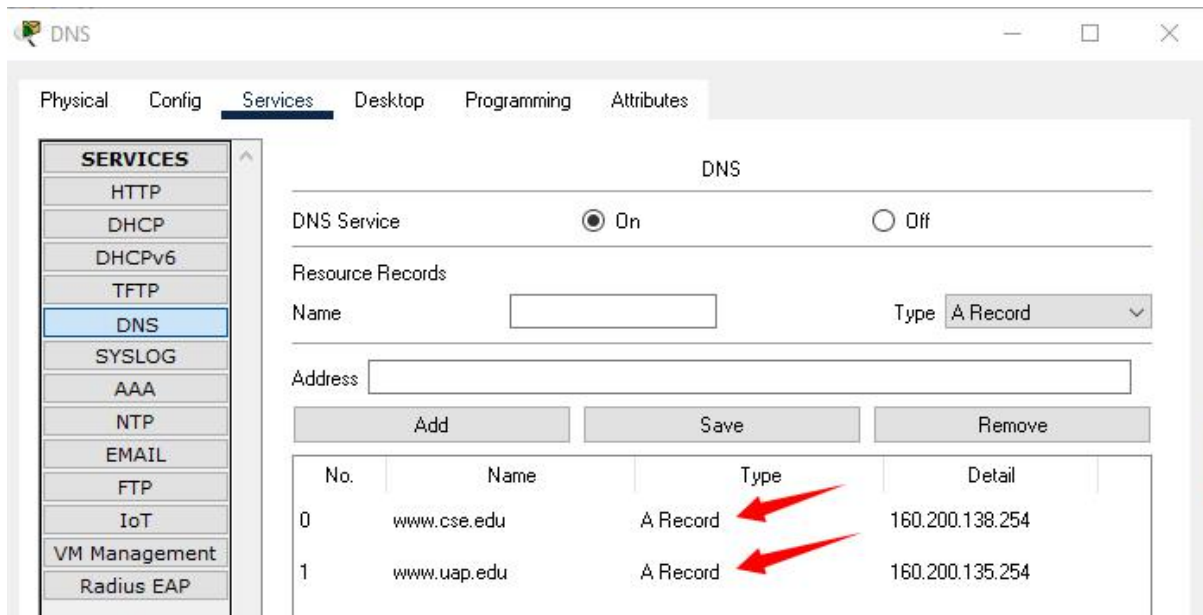 DNS
Physical Config Services Desktop Programming Attributes
SERVICES
HTTP
DHCP
DHCPv6
TFTP
DNS
SYSLOG
AAA
NTP
EMAIL
FTP
IoT
VM Management
Radius EAP
DNS
DNS Service On Off
Resource Records
Name Type A Record
Address
Add Save Remove
No. Name Type Detail
0 www.cse.edu A Record 160.200.138.254
1 www.uap.edu A Record 160.200.135.254